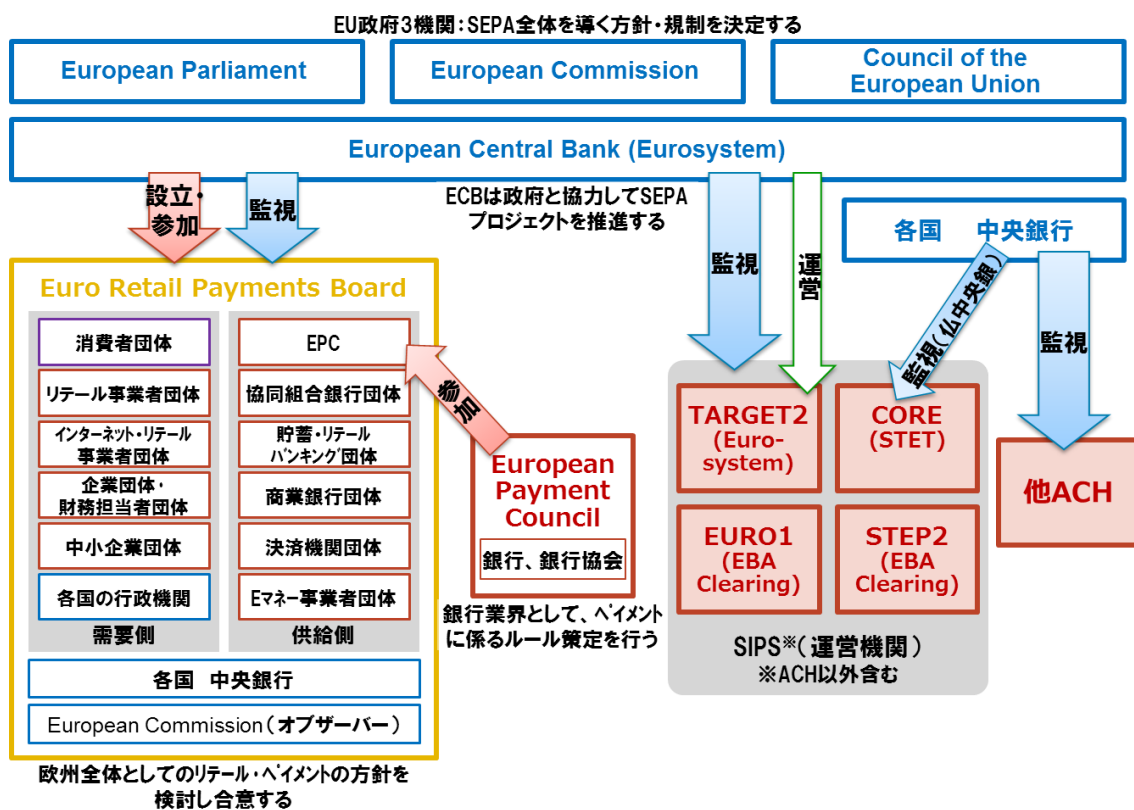 EU政府3機関：SEPA全体を導く方針・規制を決定する
European Parliament
European Commission
Council of the
European Union
European Central Bank (Eurosystem)
設立・
参加
監視
ECBは政府と協力してSEPA
プロジェクトを推進する
監視
運営
各国　中央銀行
監視（仏中央銀）
監視
Euro Retail Payments Board
消費者団体
リテール事業者団体
インターネット・リテール
事業者団体
企業団体・
財務担当者団体
中小企業団体
各国の行政機関
需要側
EPC
協同組合銀行団体
貯蓄・リテール
バンキング団体
商業銀行団体
決済機関団体
Eマネー事業者団体
供給側
各国 中央銀行
European Commission（オブザーバー）
欧州全体としてのリテール・ペイメントの方針を
検討し合意する
参加
European
Payment
Council
銀行、銀行協会
銀行業界として、ペイメント
に係るルール策定を行う
TARGET2
(Euro-
system)
CORE
(STET)
EURO1
(EBA
Clearing)
STEP2
(EBA
Clearing)
SIPS※（運営機関）
※ACH以外含む
他ACH